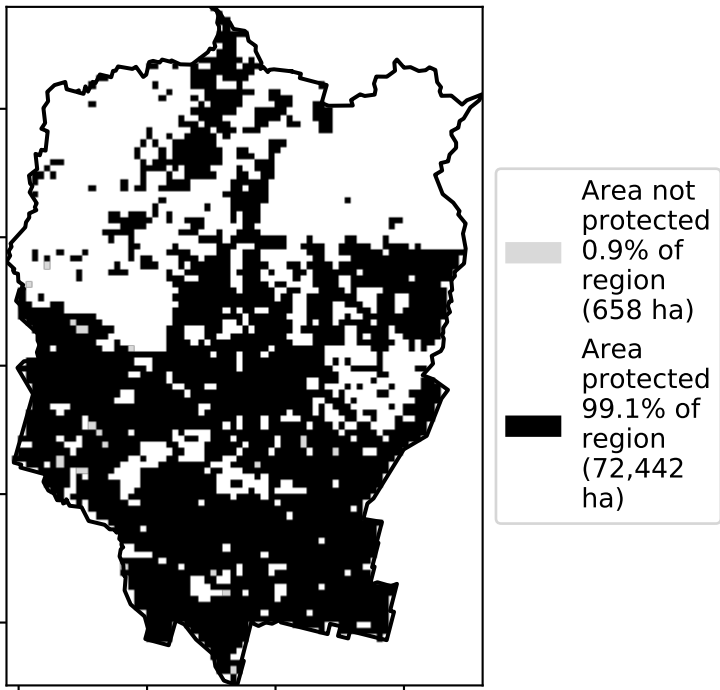 Area not
protected
0.9% of
region
(658 ha)
Area
protected
99.1% of
region
(72,442
ha)